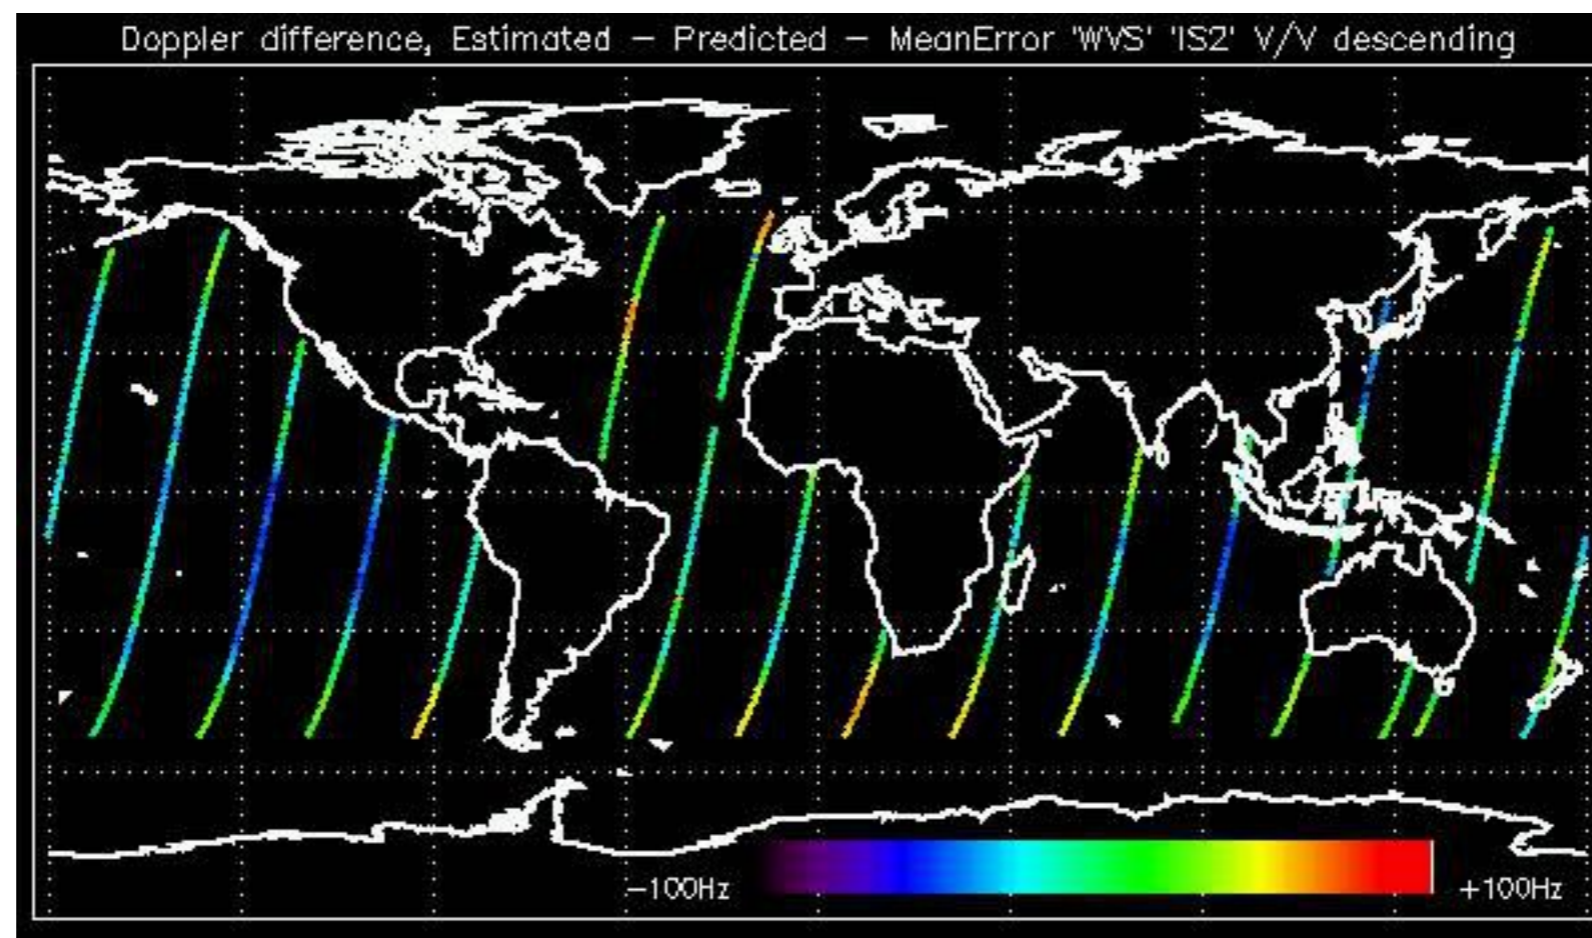 Doppler difference, Estimated – Predicted – MeanError 'WVS' 'IS2' V/V descending
–100Hz
+100Hz